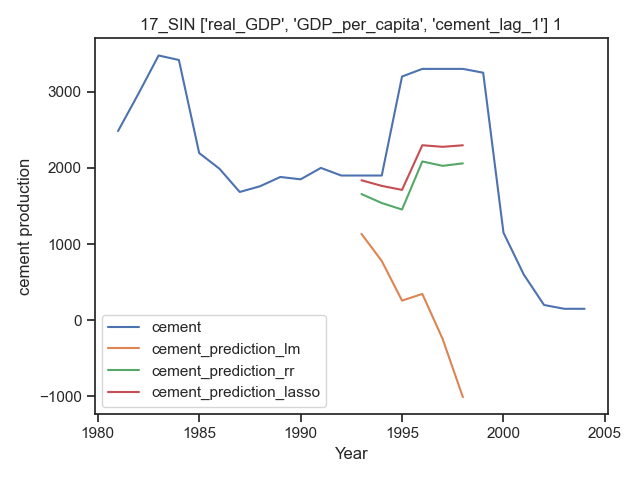 17_SIN ['real_GDP', 'GDP_per_capita', 'cement_lag_1'] 1
cement production
3000
2000
1000
0
−1000
cement
cement_prediction_lm
cement_prediction_rr
cement_prediction_lasso
1980
1985
1990
1995
2000
2005
Year